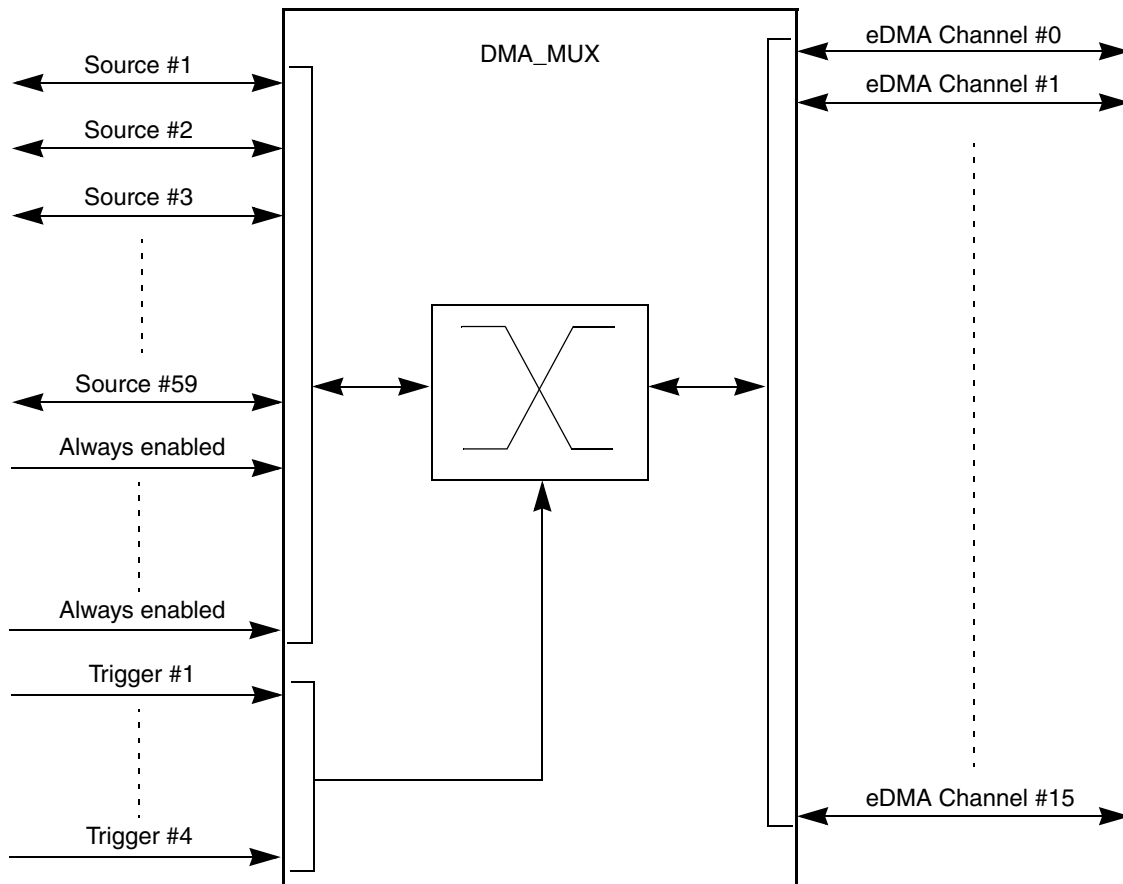 DMA_MUX
Source #1
Source #2
Source #3
Source #59
Always enabled
Always enabled
Trigger #1
Trigger #4
eDMA Channel #0
eDMA Channel #1
eDMA Channel #15